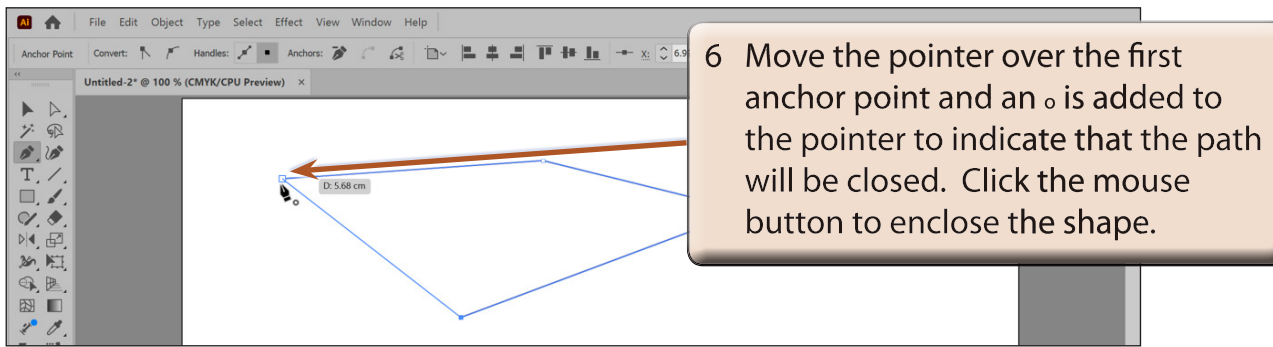 Ai File Edit Object Type Select Effect View Window Help
Anchor Point Convert: Handles: Anchors: X: 6.9
Untitled-2* @ 100 % (CMYK/CPU Preview) ×
D: 5.68 cm
6 Move the pointer over the first
anchor point and an o is added to
the pointer to indicate that the path
will be closed. Click the mouse
button to enclose the shape.